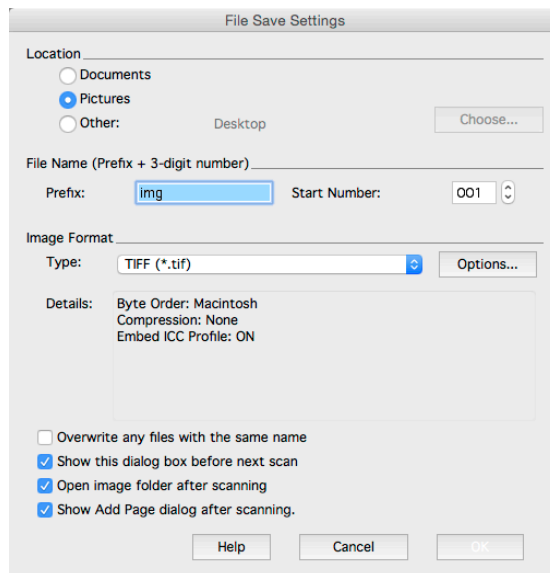 File Save Settings
Location
Documents
Pictures
Other: Desktop Choose...
File Name (Prefix + 3-digit number)
Prefix: img Start Number: 001
Image Format
Type: TIFF (*.tif) Options...
Details: Byte Order: Macintosh
Compression: None
Embed ICC Profile: ON
Overwrite any files with the same name
Show this dialog box before next scan
Open image folder after scanning
Show Add Page dialog after scanning.
Help Cancel OK